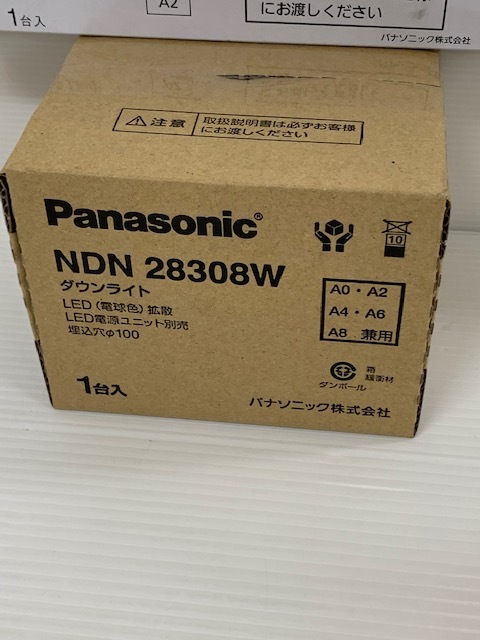 1台入
A2
にお渡しください
パナソニック株式会社
注意
取扱説明書は必ずお客様
にお渡しください
Panasonic®
NDN 28308W
ダウンライト
LED（電球色）拡散
LED電源ユニット別売
埋込穴φ100
10
A0・A2
A4・A6
A8 兼用
箱
緩衝材
ダンボール
1台入
パナソニック株式会社